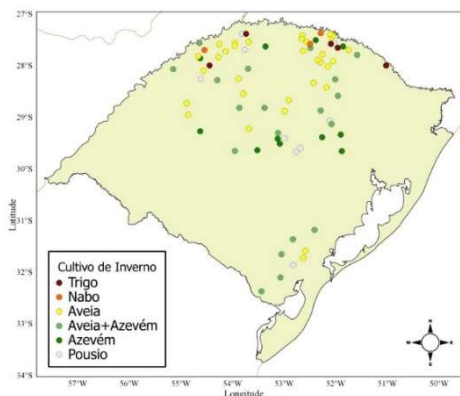 27°S
28°S
29°S
30°S
31°S
32°S
33°S
34°S
Latitude
Cultivo de Inverno
Trigo
Nabo
Aveia
Aveia+Azevém
Azevém
Pousio
57°W 56°W 55°W 54°W 53°W 52°W 51°W 50°W
Longitude